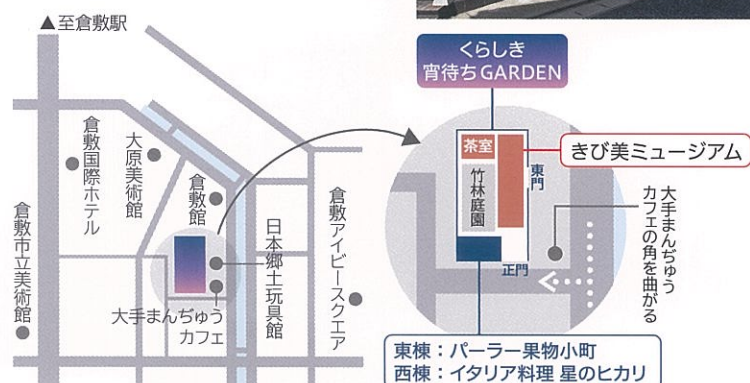 ▲至倉敷駅
倉敷国際ホテル
大原美術館
倉敷館
倉敷市立美術館
日本郷土玩具館
倉敷アイビースクエア
大手まんぢゅう
カフェ
くらしき
宵待ちGARDEN
茶室
竹林庭園
東門
正門
きび美ミュージアム
大手まんぢゅう
カフェの角を曲がる
東棟:パーラー果物小町
西棟:イタリア料理 星のヒカリ